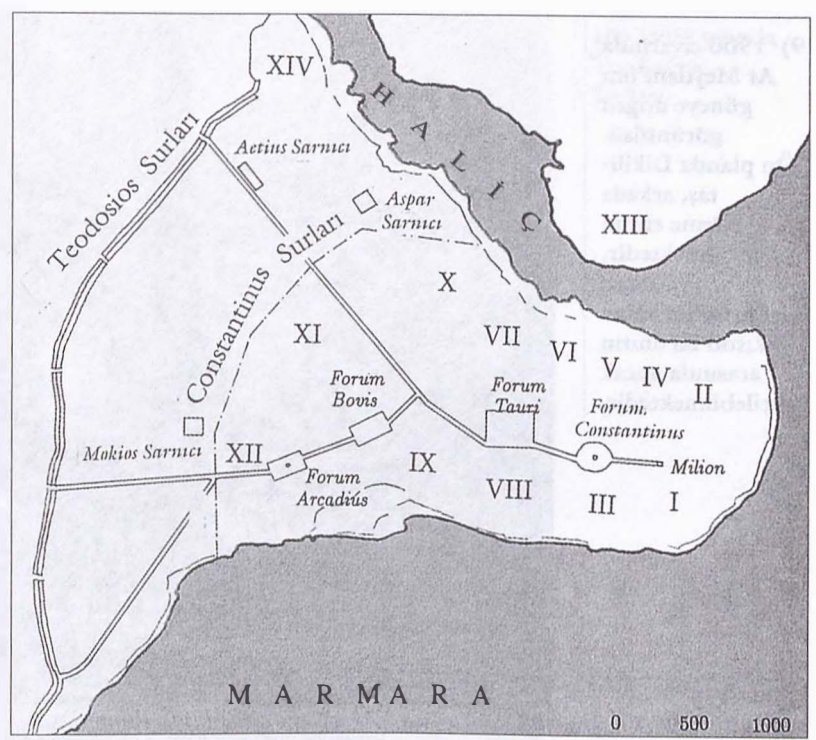 XIV
HALIÇ
Teodosios Surları
Aetius Sarnıcı
Aspar
Sarnıcı
XIII
Constantinus Surları
X
XI
VII
VI
V
IV
II
Forum
Bovis
Forum
Tauri
Forum,
Constantinus
Mokios Sarnıcı
XII
IX
Milion
Forum
Arcadiús
VIII
III
I
MARMARA
0 500 1000